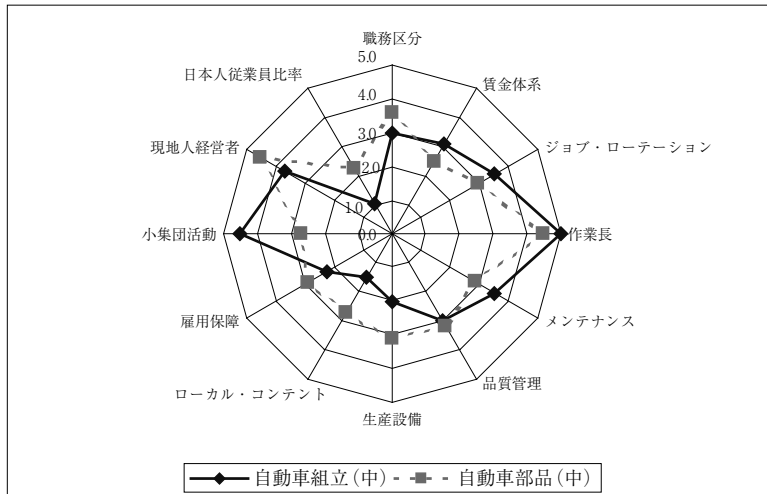 職務区分
賃金体系
ジョブ・ローテーション
作業長
メンテナンス
品質管理
生産設備
ローカル・コンテント
雇用保障
小集団活動
現地人経営者
日本人従業員比率
5.0
4.0
3.0
2.0
1.0
0.0
自動車組立(中)
自動車部品(中)